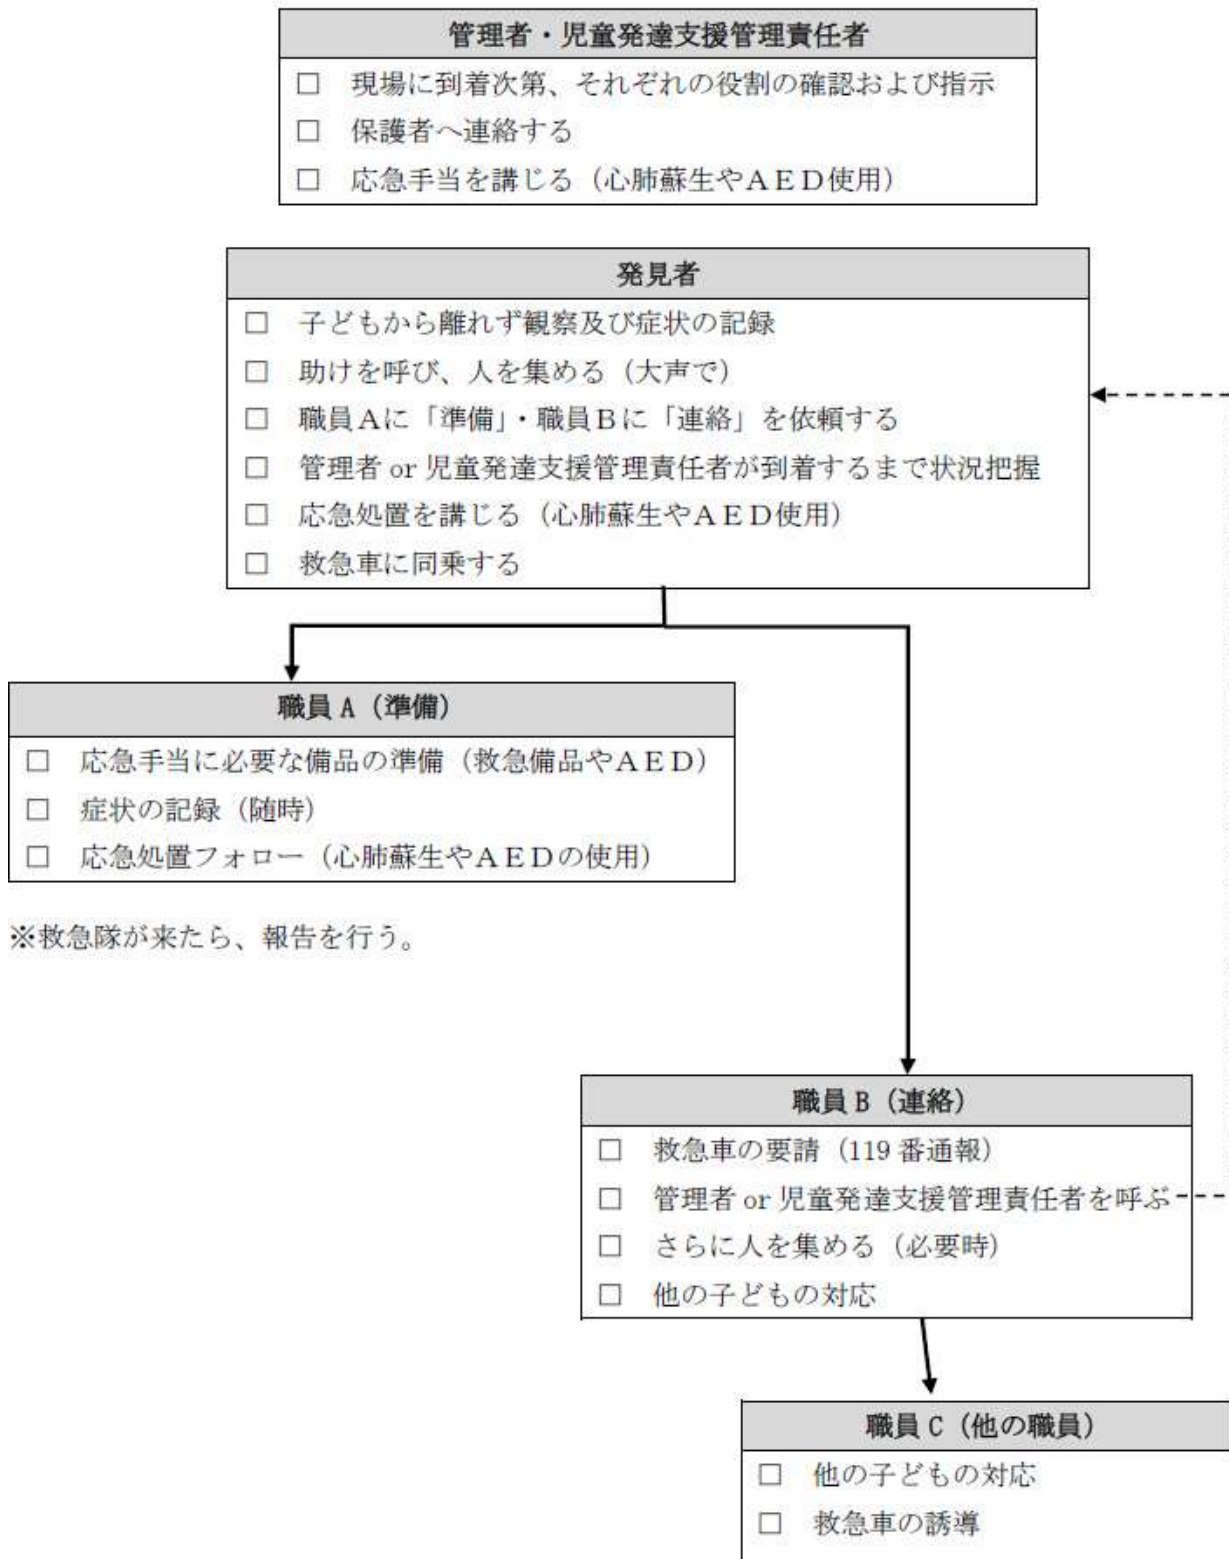 管理者・児童発達支援管理責任者
□ 現場に到着次第、それぞれの役割の確認および指示
□ 保護者へ連絡する
□ 応急手当を講じる（心肺蘇生やＡＥＤ使用）
発見者
□ 子どもから離れず観察及び症状の記録
□ 助けを呼び、人を集める（大声で）
□ 職員Ａに「準備」・職員Ｂに「連絡」を依頼する
□ 管理者 or 児童発達支援管理責任者が到着するまで状況把握
□ 応急処置を講じる（心肺蘇生やＡＥＤ使用）
□ 救急車に同乗する
職員 A（準備）
□ 応急手当に必要な備品の準備（救急備品やＡＥＤ）
□ 症状の記録（随時）
□ 応急処置フォロー（心肺蘇生やＡＥＤの使用）
※救急隊が来たら、報告を行う。
職員 B（連絡）
□ 救急車の要請（119 番通報）
□ 管理者 or 児童発達支援管理責任者を呼ぶ
□ さらに人を集める（必要時）
□ 他の子どもの対応
職員 C（他の職員）
□ 他の子どもの対応
□ 救急車の誘導